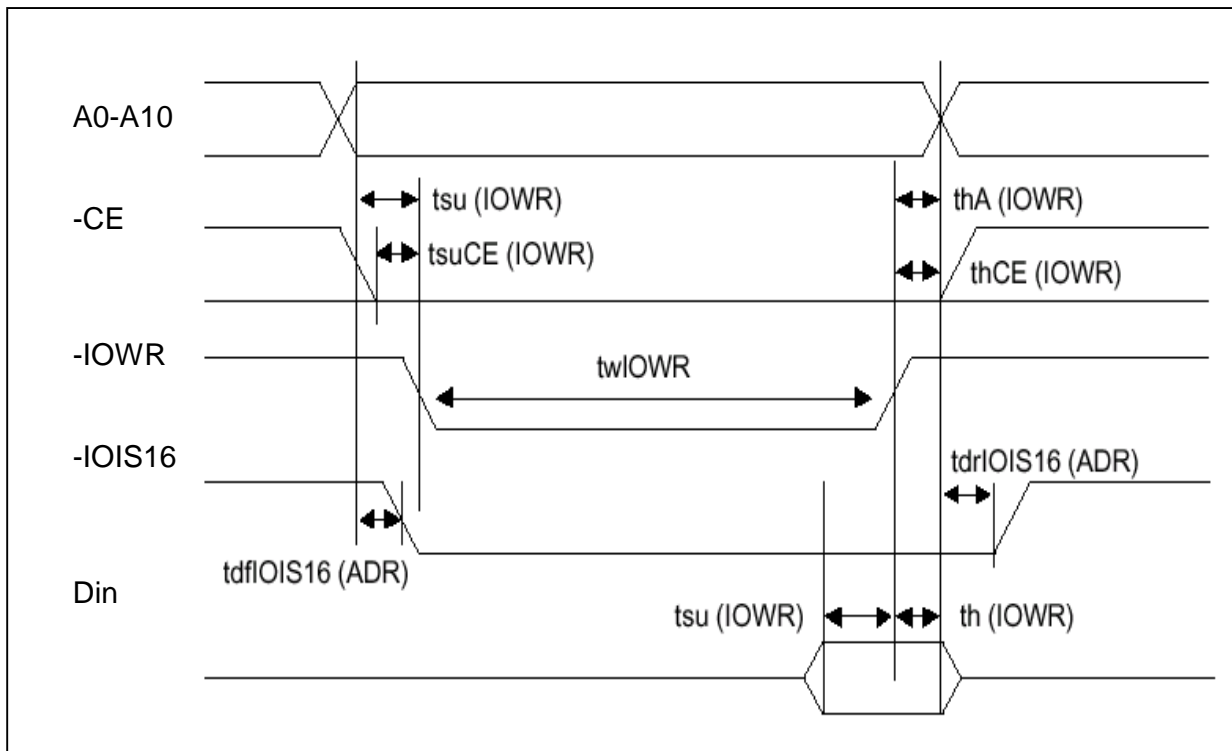 A0-A10
tsu (IOWR)
thA (IOWR)
-CE
tsuCE (IOWR)
thCE (IOWR)
-IOWR
twIOWR
-IOIS16
tdrIOIS16 (ADR)
tdfIOIS16 (ADR)
Din
tsu (IOWR)
th (IOWR)